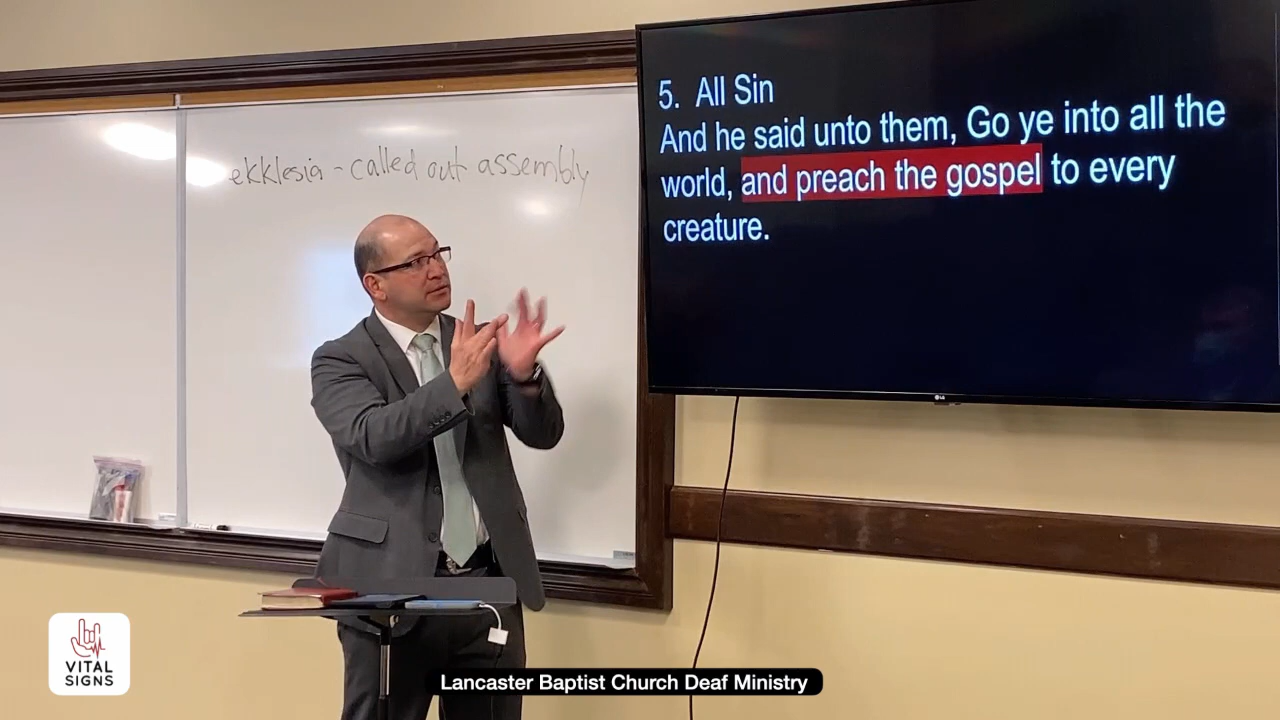 ekklesia - called out assembly
5. All Sin
And he said unto them, Go ye into all the
world, and preach the gospel to every
creature.
LG
VITAL
SIGNS
Lancaster Baptist Church Deaf Ministry